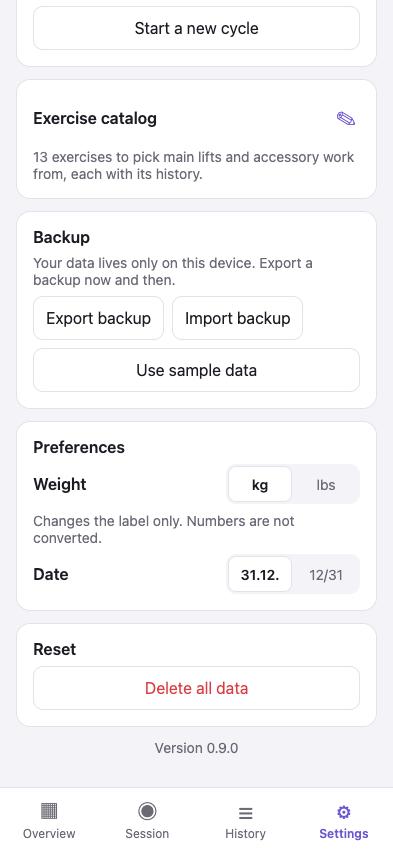 Start a new cycle
Exercise catalog
13 exercises to pick main lifts and accessory work
from, each with its history.
Backup
Your data lives only on this device. Export a
backup now and then.
Export backup Import backup
Use sample data
Preferences
Weight kg lbs
Changes the label only. Numbers are not
converted.
Date 31.12. 12/31
Reset
Delete all data
Version 0.9.0
Overview Session History Settings